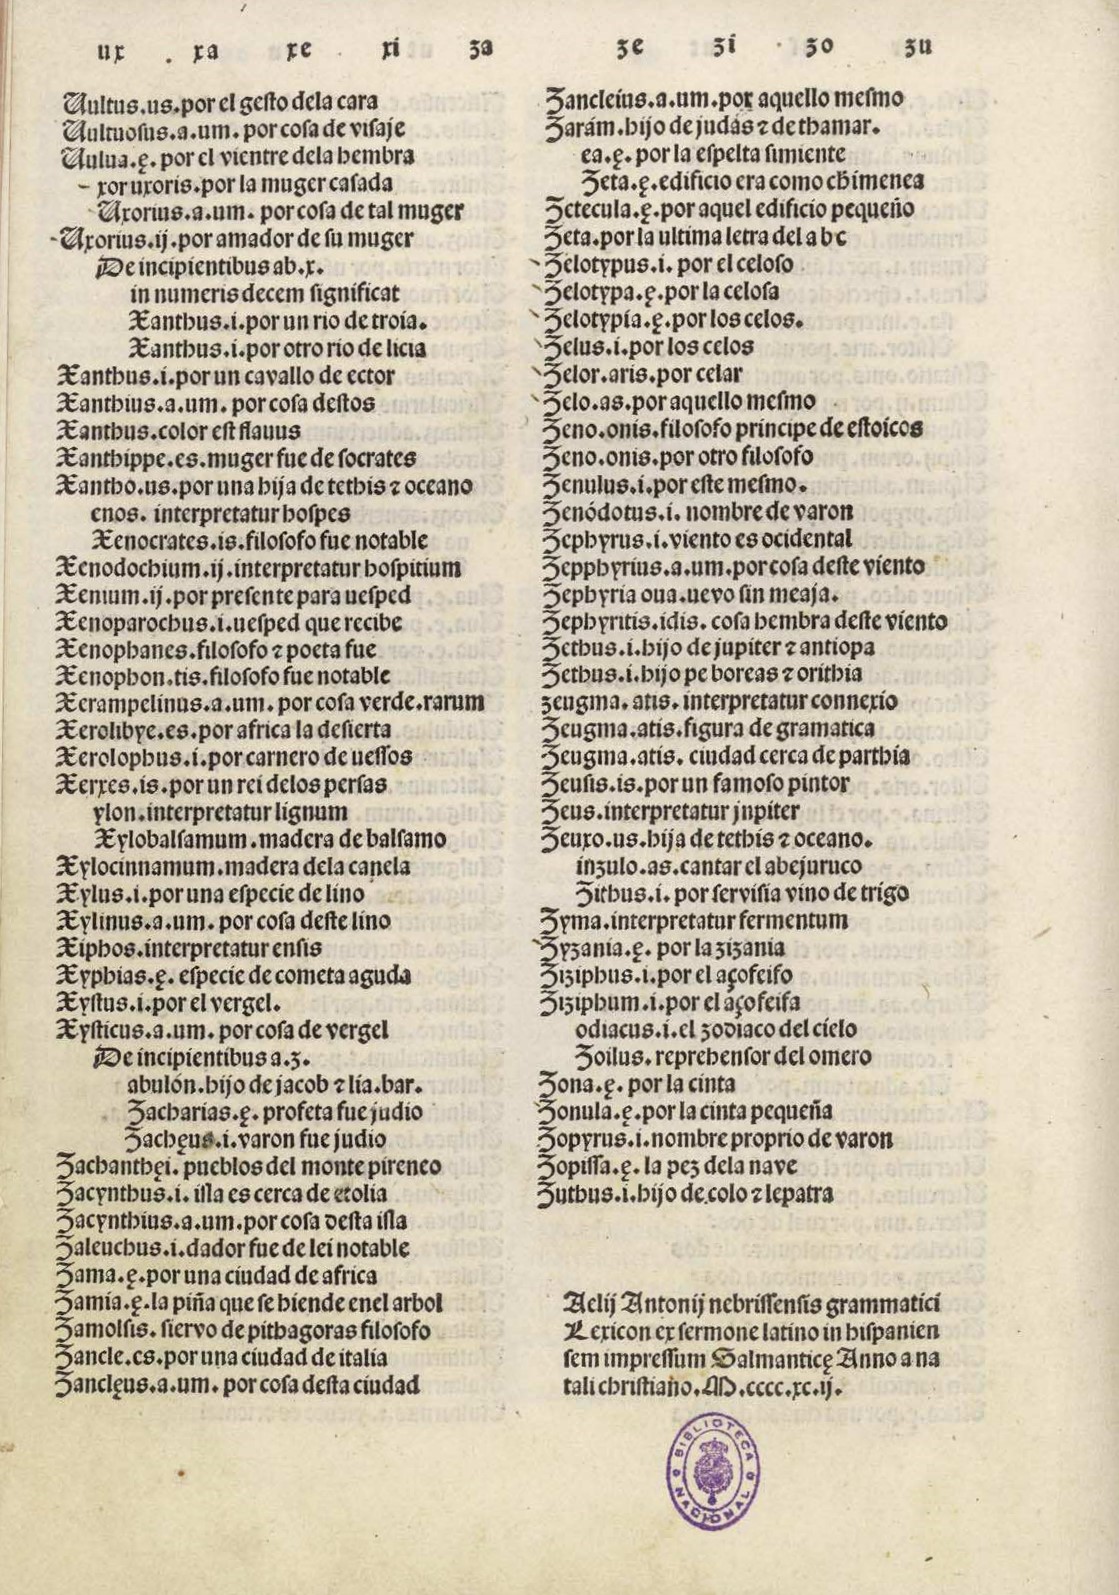 ux . xa xe . xi ʒa ʒe ʒi · ʒo ʒu
Uultus.us.por el gesto dela cara
Uultuosus.a.um.por cosa de visaje
Uulua.ę. por el vientre dela hembra
xor uxoris.por la muger casada
Uxorius.a.um. por cosa de tal muger
Uxorius.ij.por amador de su muger
De incipientibus ab.x.
in numeris decem significat
Xanthus.i.por un rio de troia.
Xanthus.i.por otro rio de licia
Xanthus.i.por un cavallo de ector
Xanthius.a.um. por cosa destos
Xanthus.color est flauus
Xanthippe.es.muger fue de socrates
Xantho.us.por una hija de tethis ⁊ oceano
enos. interpretatur hospes
Xenocrates.is.filosofo fue notable
Xenodochium.ij.interpretatur hospitium
Xenium.ij.por presente para uesped
Xenoparochus.i.uesped que recibe
Xenophanes.filosofo ⁊ poeta fue
Xenophon.tis.filosofo fue notable
Xerampelinus.a.um. por cosa verde.rarum
Xerolibye.es.por africa la desierta
Xerolophus.i.por carnero de uessos
Xerxes.is.por un rei delos persas
ylon.interpretatur lignum
Xylobalsamum.madera de balsamo
Xylocinnamum.madera dela canela
Xylus.i.por una especie de lino
Xylinus.a.um. por cosa deste lino
Xiphos.interpretatur ensis
Xyphias.ę. especie de cometa aguda
Xystus.i.por el vergel.
Xysticus.a.um. por cosa de vergel
De incipientibus a.ʒ.
abulón.hijo de jacob ⁊ lia.bar.
Zacharias.ę. profeta fue judio
Zachęus.i.varon fue judio
Zachanthęi. pueblos del monte pireneo
Zacynthus.i. isla es cerca de etolia
Zacynthius.a.um.por cosa desta isla
Zaleuchus.i.dador fue de lei notable
Zama.ę.por una ciudad de africa
Zamia.ę.la piña que se hiende enel arbol
Zamolsis. siervo de pithagoras filosofo
Zancle.es.por una ciudad de italia
Zanclęus.a.um. por cosa desta ciudad
Zancleius.a.um.por aquello mesmo
Zarám.hijo de judas ⁊ de thamar.
ea.ę. por la espelta simiente
Zeta.ę.edificio era como chimenea
Zetecula.ę.por aquel edificio pequeño
Zeta.por la ultima letra del a b c
Zelotypus.i. por el celoso
Zelotypa.ę.por la celosa
Zelotypía.ę.por los celos.
Zelus.i.por los celos
Zelor.aris.por celar
Zelo.as.por aquello mesmo
Zeno.onis.filosofo principe de estoicos
Zeno.onis.por otro filosofo
Zenulus.i.por este mesmo.
Zenódotus.i. nombre de varon
Zephyrus.i.viento es ocidental
Zepphyrius.a.um.por cosa deste viento
Zephyria oua.uevo sin meaja.
Zephyritis.idis. cosa hembra deste viento
Zethus.i.hijo de jupiter ⁊ antiopa
Zethus.i.hijo pe boreas ⁊ orithia
zeugma.atis.interpretatur connexio
Zeugma.atis.figura de gramatica
Zeugma.atis. ciudad cerca de parthia
Zeusis.is.por un famoso pintor
Zeus.interpretatur jnpiter
Zeuxo.us.hija de tethis ⁊ oceano.
inzulo.as.cantar el abejuruco
Zithus.i. por servisia vino de trigo
Zyma.interpretatur fermentum
Zyzania.ę. por la zizania
Ziziphus.i.por el açofeifo
Ziziphum.i.por el açofeifa
odiacus.i.el zodiaco del cielo
Zoilus.reprehensor del omero
Zona.ę. por la cinta
Zonula.ę.por la cinta pequeña
Zopyrus.i.nombre proprio de varon
Zopissa.ę. la pez dela nave
Zuthus.i.hijo de.colo ⁊ lepatra
Aelij Antonij nebrissensis grammatici
Lexicon ex sermone latino in hispanien
sem impressum Salmanticę Anno a na
tali christiano.M.cccc.xc.ij.
BIBLIOTECA NACIONAL